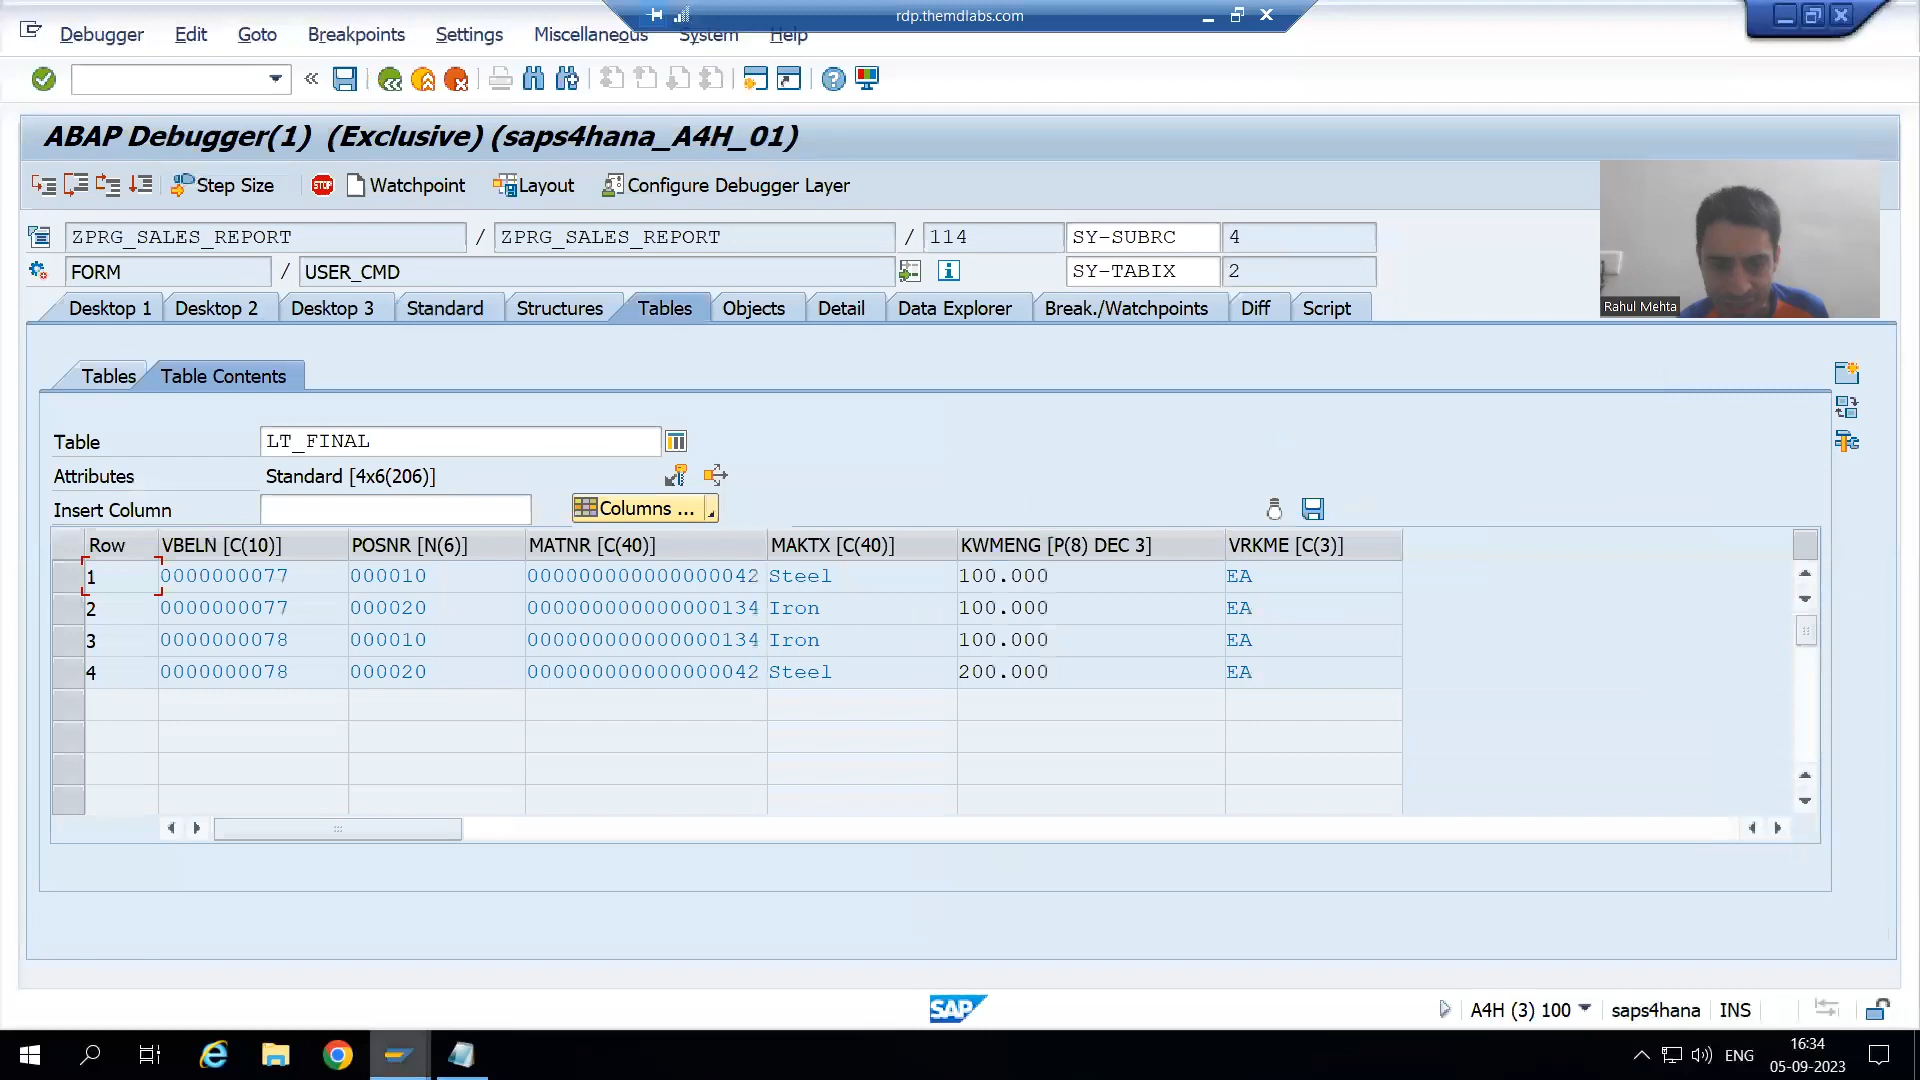 rdp.themdlabs.com
Debugger Edit Goto Breakpoints Settings Miscellaneous System Help
ABAP Debugger(1) (Exclusive) (saps4hana_A4H_01)
Step Size STOP Watchpoint Layout Configure Debugger Layer
ZPRG_SALES_REPORT / ZPRG_SALES_REPORT / 114 SY-SUBRC 4
FORM / USER_CMD SY-TABIX 2
Rahul Mehta
Desktop 1 Desktop 2 Desktop 3 Standard Structures Tables Objects Detail Data Explorer Break./Watchpoints Diff Script
Tables Table Contents
Table LT_FINAL
Attributes Standard [4x6(206)]
Insert Column Columns ...
Row VBELN [C(10)] POSNR [N(6)] MATNR [C(40)] MAKTX [C(40)] KWMENG [P(8) DEC 3] VRKME [C(3)]
1 0000000077 000010 000000000000000042 Steel 100.000 EA
2 0000000077 000020 000000000000000134 Iron 100.000 EA
3 0000000078 000010 000000000000000134 Iron 100.000 EA
4 0000000078 000020 000000000000000042 Steel 200.000 EA
SAP A4H (3) 100 saps4hana INS
ENG 16:34
05-09-2023